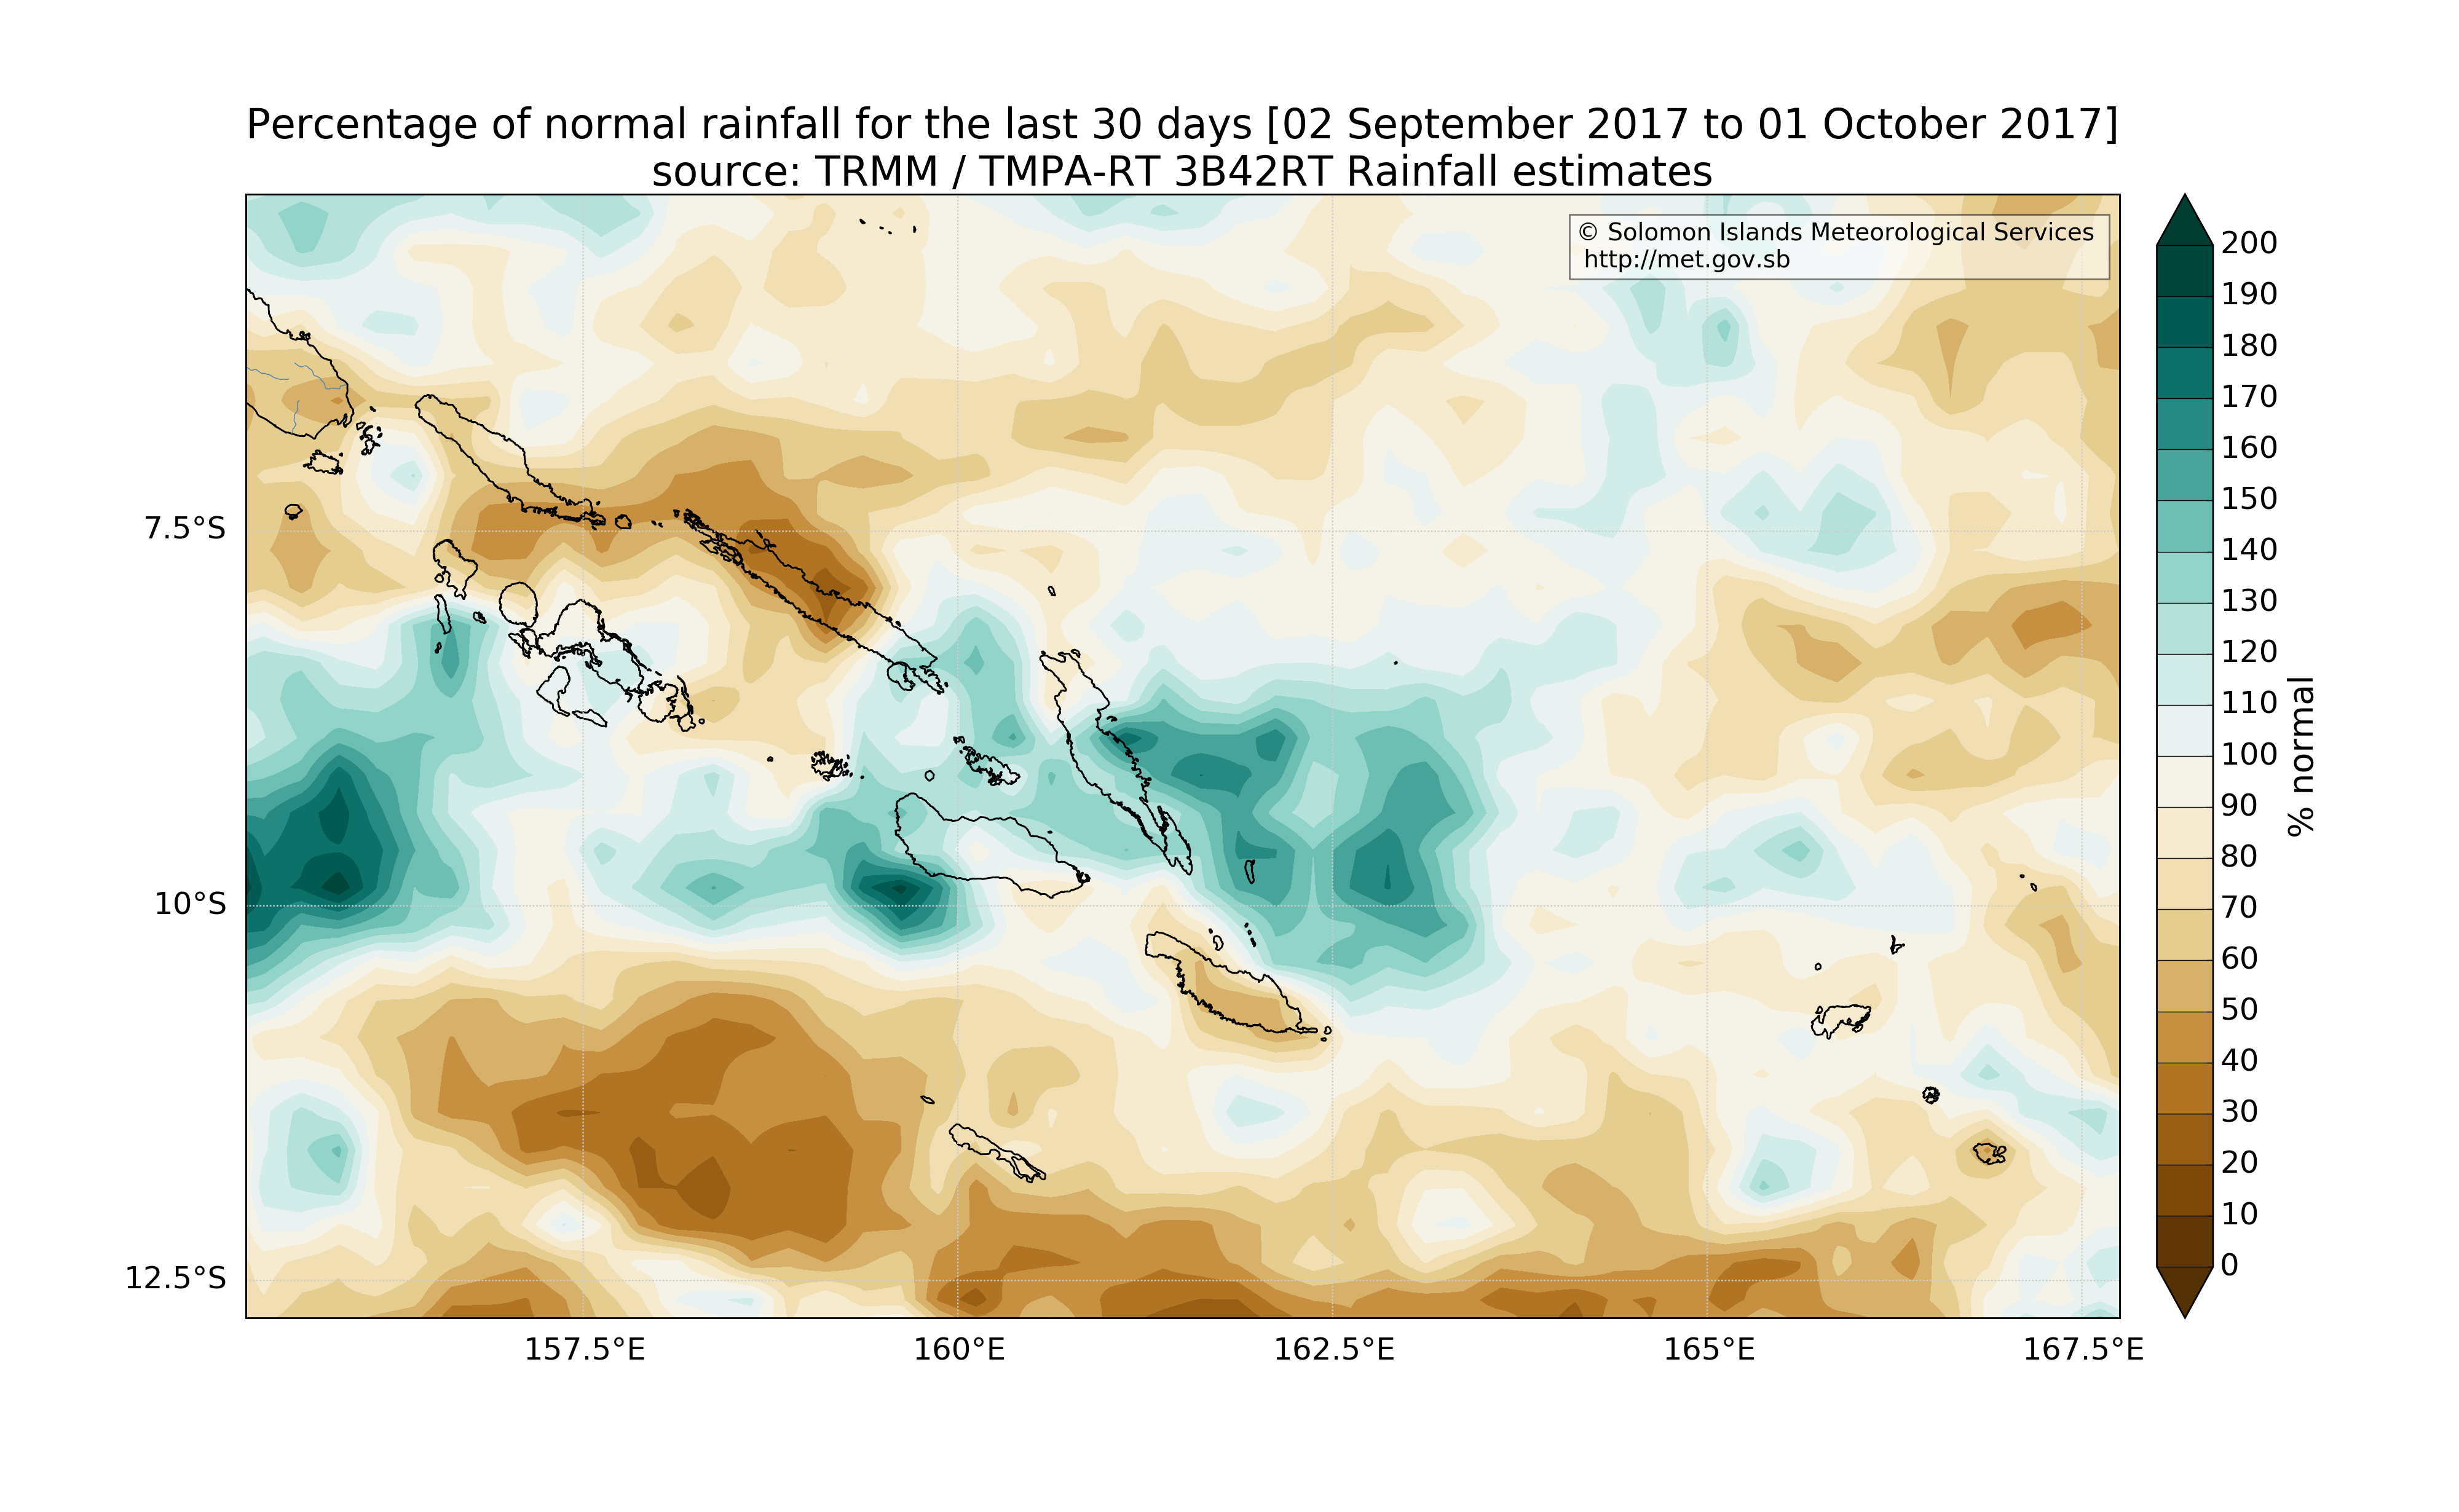 Percentage of normal rainfall for the last 30 days [02 September 2017 to 01 October 2017]
source: TRMM / TMPA-RT 3B42RT Rainfall estimates
© Solomon Islands Meteorological Services
http://met.gov.sb
7.5°S
10°S
12.5°S
157.5°E
160°E
162.5°E
165°E
167.5°E
200
190
180
170
160
150
140
130
120
110
100
90
80
70
60
50
40
30
20
10
0
% normal